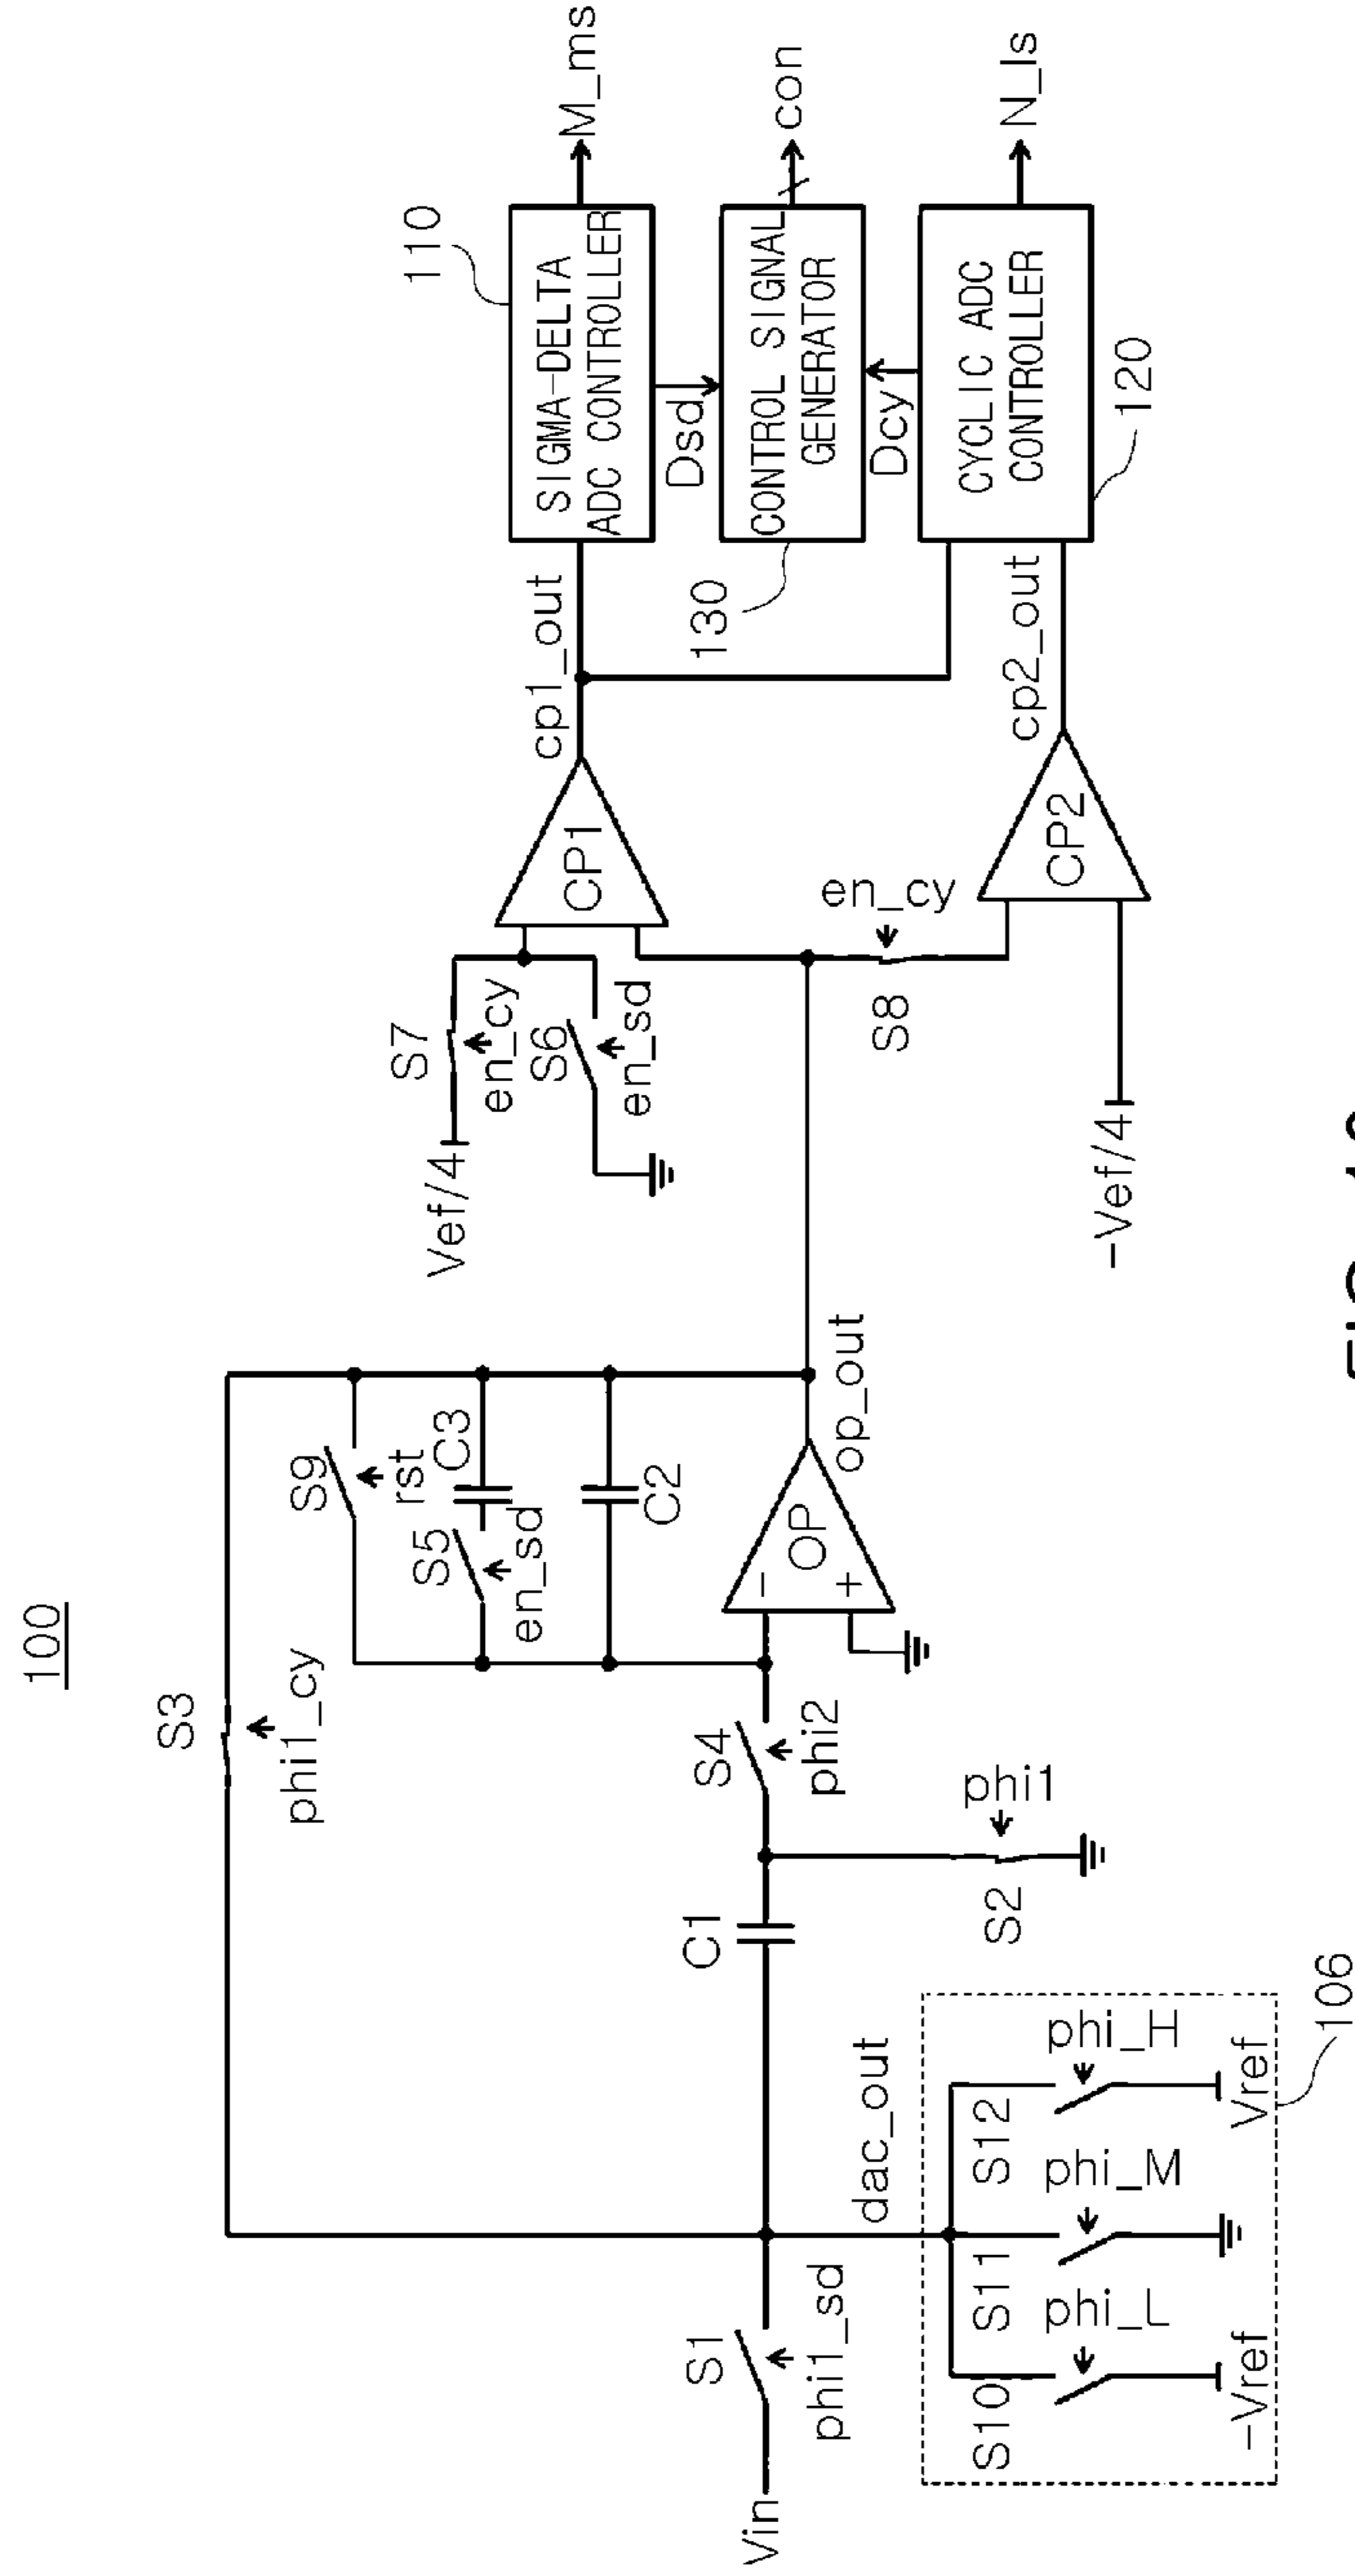 100
S3
phi1_cy
S9
rst
S5
en_sd
C3
C2
S7
en_cy
Vef/4
S6
en_sd
CP1
cp1_out
110
SIGMA-DELTA
ADC CONTROLLER
M_ms
Dsd
130
CONTROL SIGNAL
GENERATOR
con
Dcy
CYCLIC ADC
CONTROLLER
N_ls
120
Vin
S1
phi1_sd
C1
S4
phi2
S2
phi1
-
+
OP
op_out
S8
en_cy
CP2
cp2_out
-Vef/4
dac_out
S10
phi_L
-Vref
S11
phi_M
S12
phi_H
Vref
106